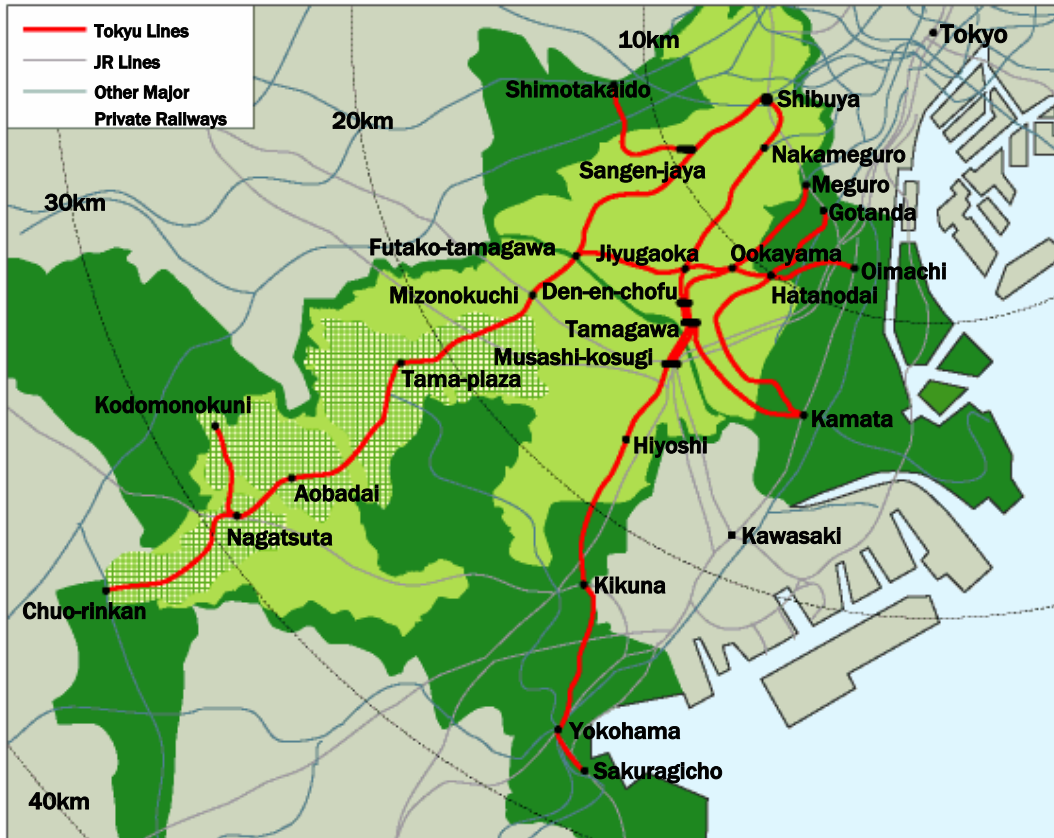 Tokyu Lines
JR Lines
Other Major
Private Railways
10km
Tokyo
Shimotakaido
Shibuya
20km
Sangen-jaya
Nakameguro
Meguro
30km
Gotanda
Futako-tamagawa
Jiyugaoka
Ookayama
Oimachi
Mizonokuchi
Den-en-chofu
Hatanodai
Tamagawa
Musashi-kosugi
Tama-plaza
Kodomonokuni
Kamata
Hiyoshi
Aobadai
Nagatsuta
Kawasaki
Kikuna
Chuo-rinkan
Yokohama
Sakuragicho
40km